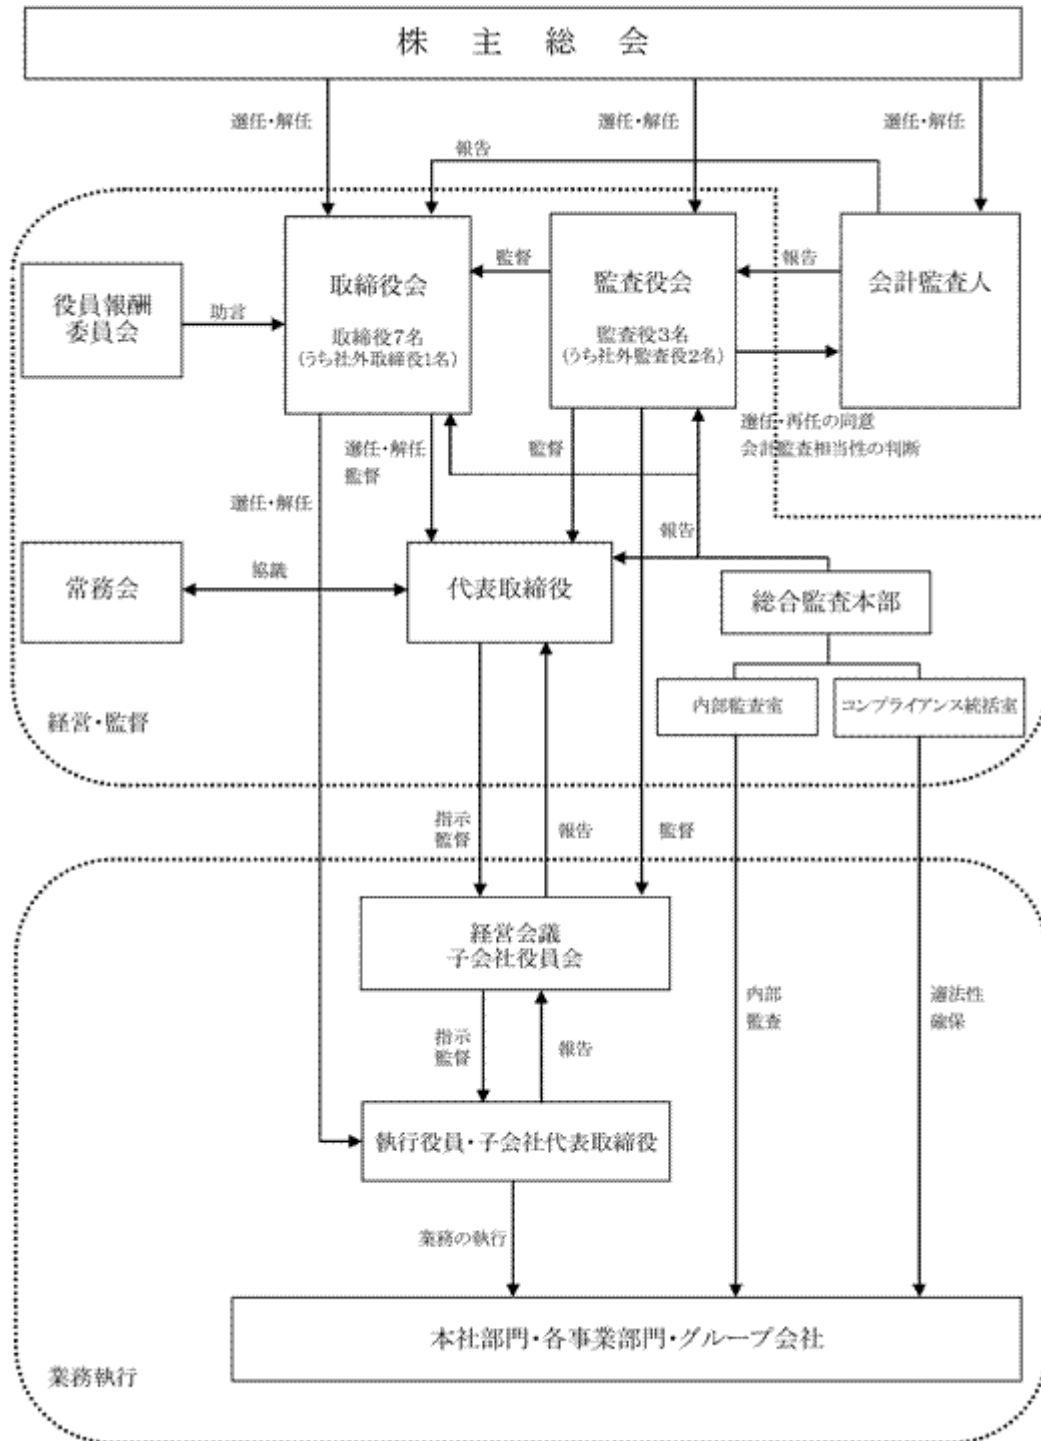 株主総会
選任・解任
選任・解任
選任・解任
報告
役員報酬
委員会
助言
取締役会
取締役7名
(うち社外取締役1名)
監督
監査役会
監査役3名
(うち社外監査役2名)
報告
会計監査人
選任・再任の同意
会計監査相当性の判断
選任・解任
監督
監督
選任・解任
報告
常務会
協議
代表取締役
総合監査本部
内部監査室
コンプライアンス統括室
経営・監督
指示
監督
報告
監督
経営会議
子会社役員会
指示
監督
報告
内部
監査
適法性
確保
執行役員・子会社代表取締役
業務の執行
本社部門・各事業部門・グループ会社
業務執行